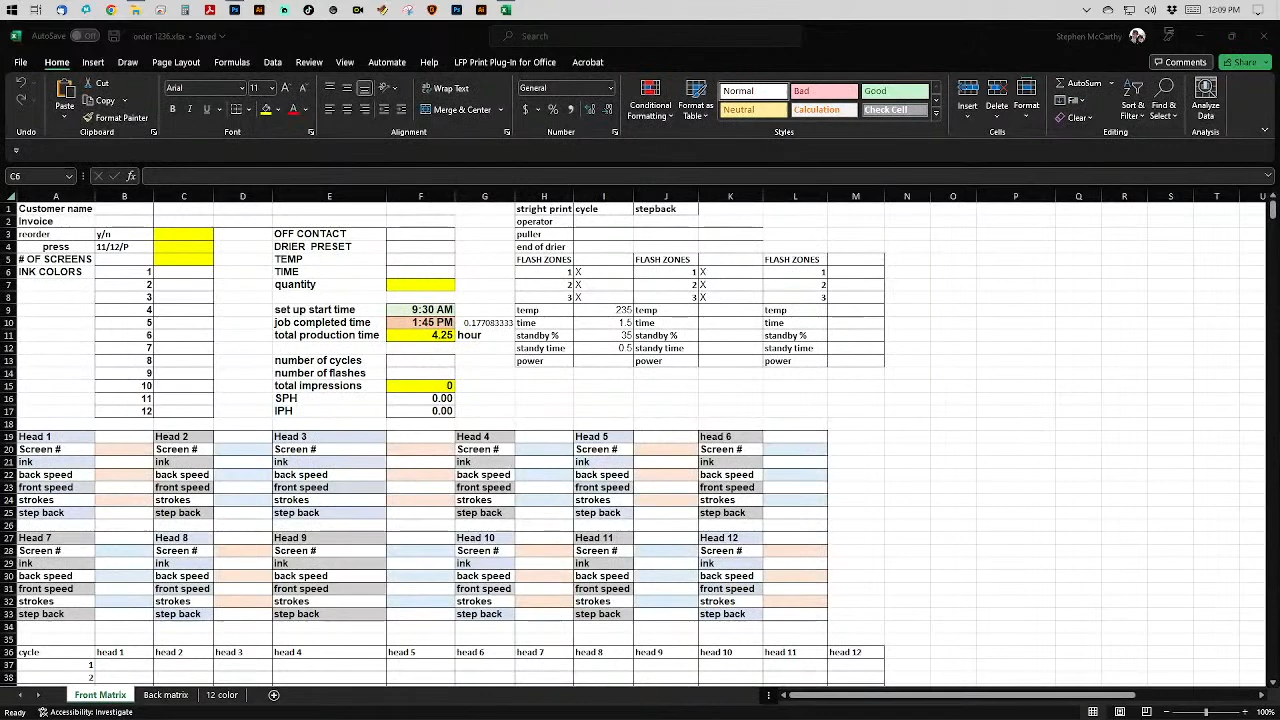 12:09 PM
AutoSave Off order 1236.xlsx - Saved Search Stephen McCarthy
File Home Insert Draw Page Layout Formulas Data Review View Automate Help LFP Print Plug-In for Office Acrobat Comments Share
Paste Cut Copy Format Painter Arial 11 Wrap Text Merge & Center General Conditional Formatting Format as Table Normal Bad Good Neutral Calculation Check Cell Insert Delete Format AutoSum Fill Clear Sort & Filter Find & Select Analyze Data
Undo Clipboard Font Alignment Number Styles Cells Editing Analysis
C6 fx
A B C D E F G H I J K L M N O P Q R S T U
1 Customer name stright print cycle stepback
2 Invoice operator
3 reorder y/n OFF CONTACT puller
4 press 11/12/P DRIER PRESET end of drier
5 # OF SCREENS TEMP FLASH ZONES FLASH ZONES FLASH ZONES
6 INK COLORS 1 TIME 1 X 1 X 1
7 2 quantity 2 X 2 X 2
8 3 3 X 3 X 3
9 4 set up start time 9:30 AM temp 235 temp temp
10 5 job completed time 1:45 PM 0.177083333 time 1.5 time time
11 6 total production time 4.25 hour standby % 35 standby % standby %
12 7 standy time 0.5 standy time standy time
13 8 number of cycles power power power
14 9 number of flashes
15 10 total impressions 0
16 11 SPH 0.00
17 12 IPH 0.00
18
19 Head 1 Head 2 Head 3 Head 4 Head 5 head 6
20 Screen # Screen # Screen # Screen # Screen # Screen #
21 ink ink ink ink ink ink
22 back speed back speed back speed back speed back speed back speed
23 front speed front speed front speed front speed front speed front speed
24 strokes strokes strokes strokes strokes strokes
25 step back step back step back step back step back step back
26
27 Head 7 Head 8 Head 9 Head 10 Head 11 Head 12
28 Screen # Screen # Screen # Screen # Screen # Screen #
29 ink ink ink ink ink ink
30 back speed back speed back speed back speed back speed back speed
31 front speed front speed front speed front speed front speed front speed
32 strokes strokes strokes strokes strokes strokes
33 step back step back step back step back step back step back
34
35
36 cycle head 1 head 2 head 3 head 4 head 5 head 6 head 7 head 8 head 9 head 10 head 11 head 12
37 1
38 2
Front Matrix Back matrix 12 color
Ready Accessibility: Investigate 100%